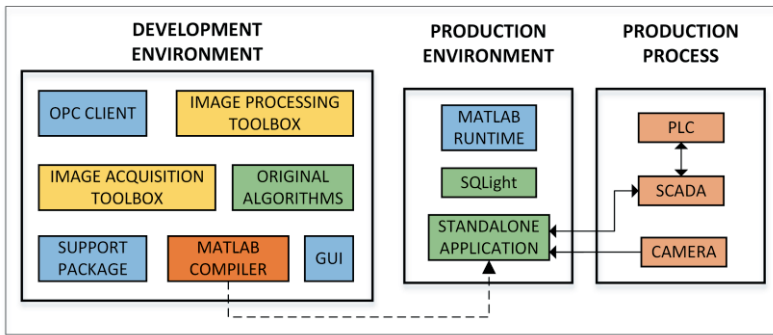 DEVELOPMENT
ENVIRONMENT
OPC CLIENT
IMAGE PROCESSING
TOOLBOX
IMAGE ACQUISITION
TOOLBOX
ORIGINAL
ALGORITHMS
SUPPORT
PACKAGE
MATLAB
COMPILER
GUI
PRODUCTION
ENVIRONMENT
MATLAB
RUNTIME
SQLight
STANDALONE
APPLICATION
PRODUCTION
PROCESS
PLC
SCADA
CAMERA